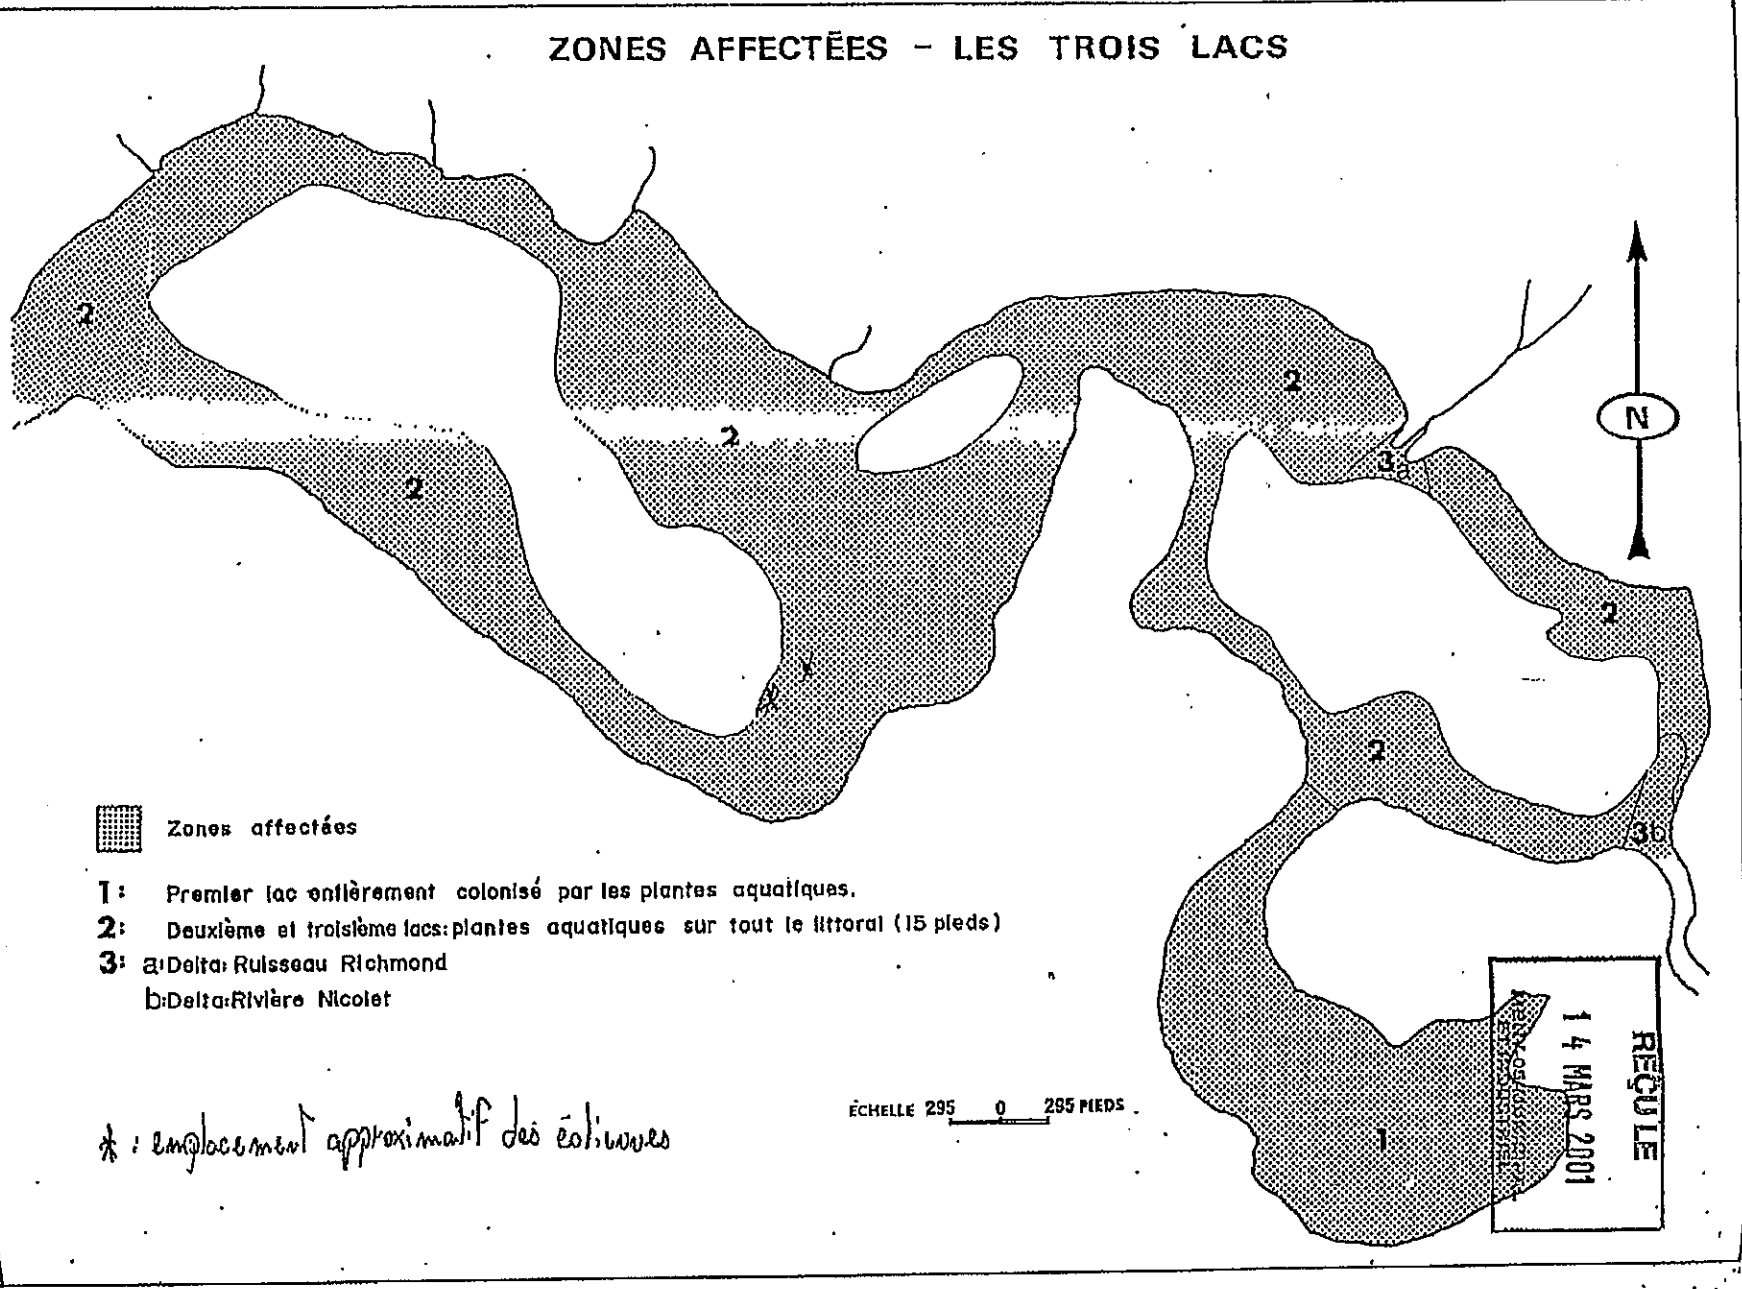 ZONES AFFECTÉES - LES TROIS LACS
2
2
2
2
2
3a
N
2
2
3b
Zones affectées
1: Premier lac entièrement colonisé par les plantes aquatiques.
2: Deuxième et troisième lacs: plantes aquatiques sur tout le littoral (15 pieds)
3: a: Delta: Ruisseau Richmond
b: Delta: Rivière Nicolet
* : emplacement approximatif des éoliennes
ÉCHELLE 295 0 295 PIEDS
1
REÇU LE
14 MARS 2001